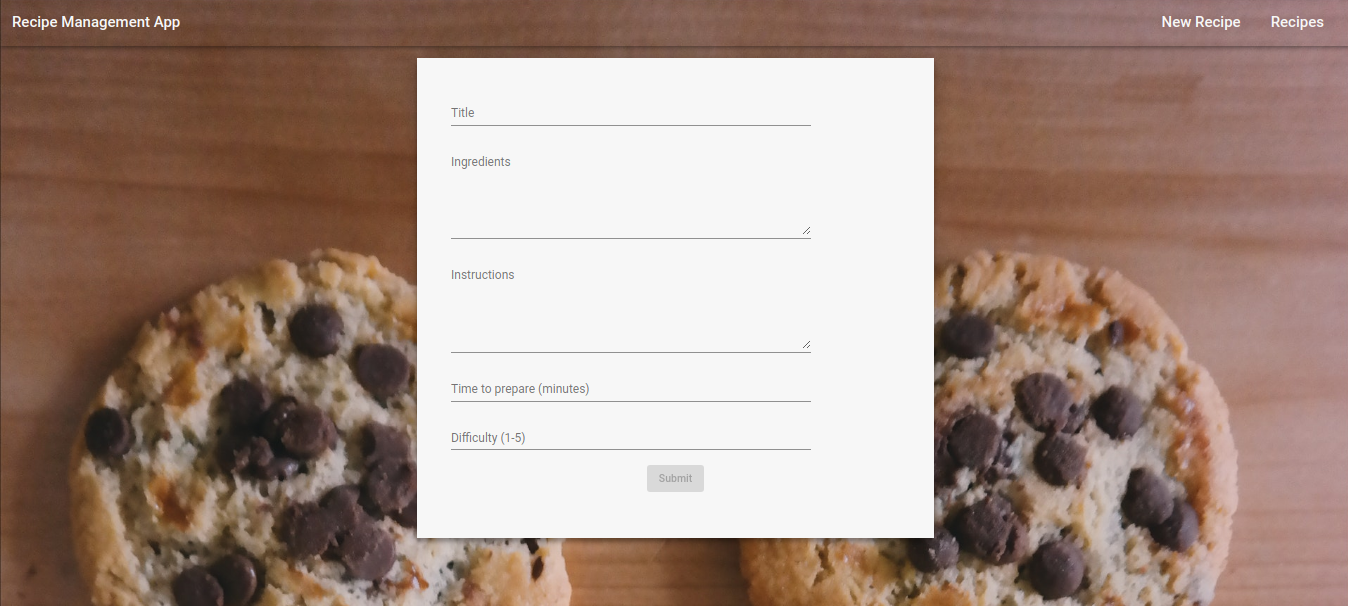 Recipe Management App New Recipe Recipes
Title
Ingredients
Instructions
Time to prepare (minutes)
Difficulty (1-5)
Submit